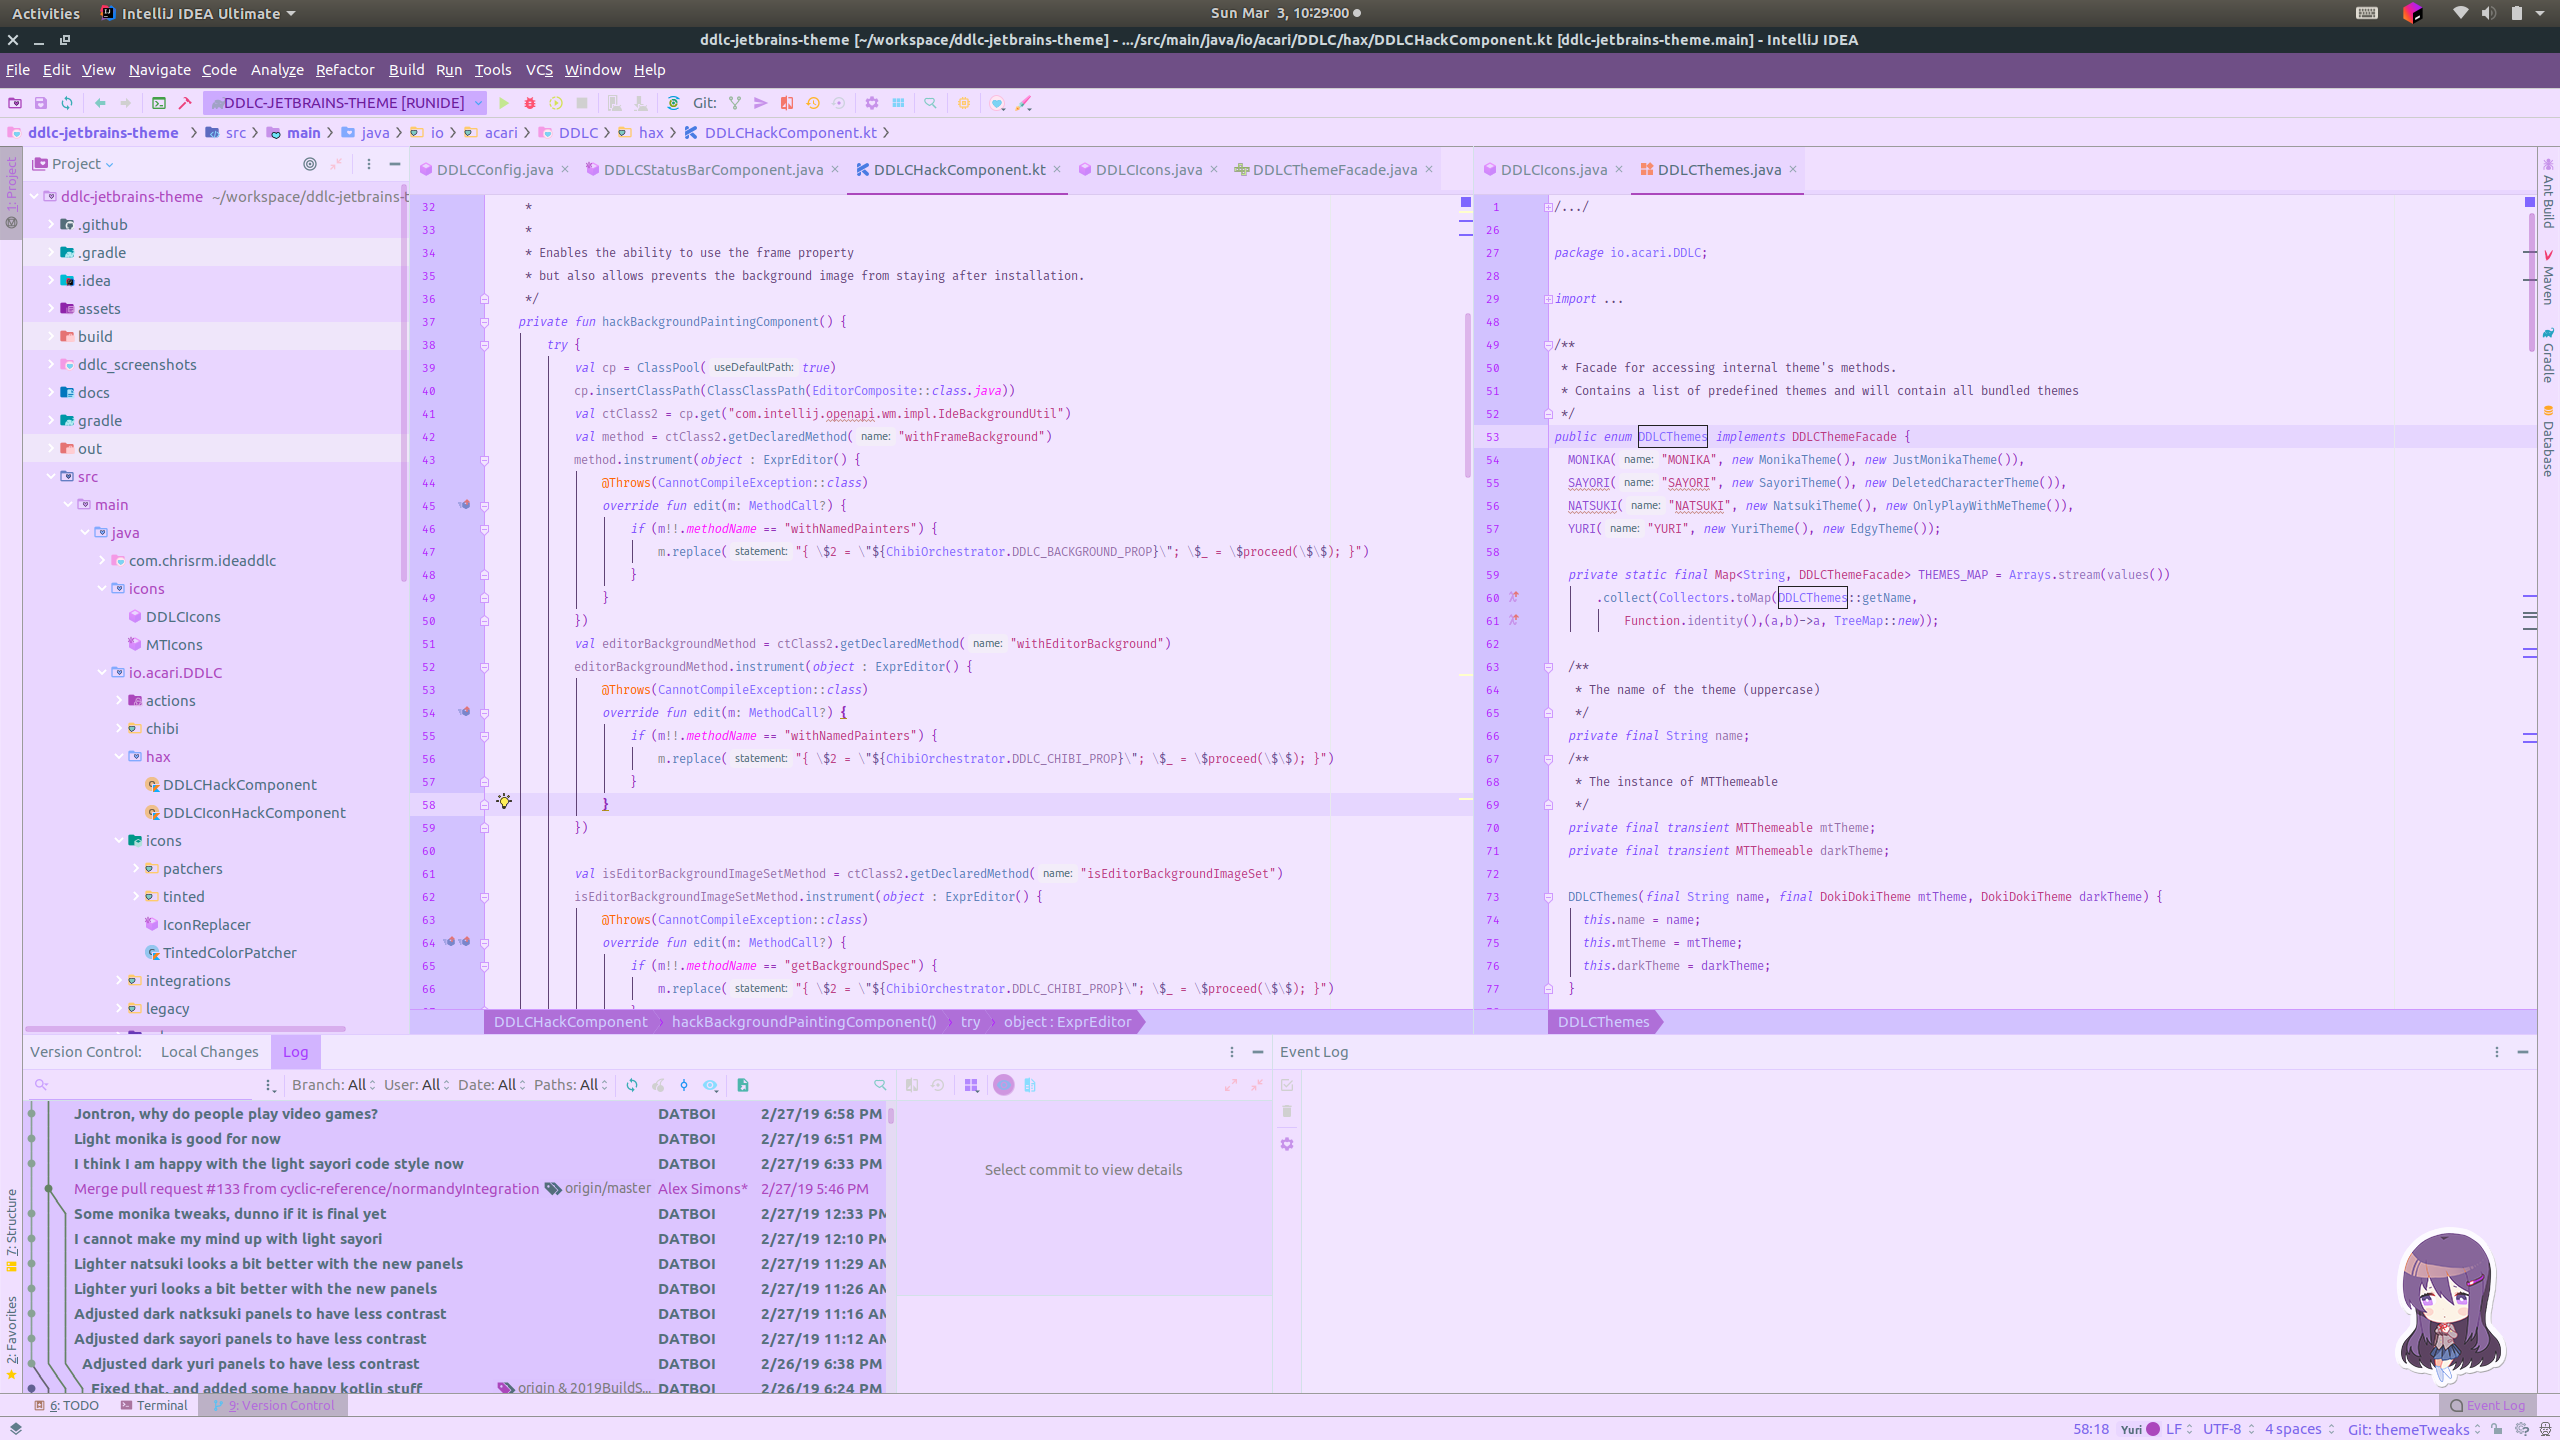 Activities
IntelliJ IDEA Ultimate
Sun Mar 3, 10:29:00
ddlc-jetbrains-theme [~/workspace/ddlc-jetbrains-theme] - .../src/main/java/io/acari/DDLC/hax/DDLCHackComponent.kt [ddlc-jetbrains-theme.main] - IntelliJ IDEA
File Edit View Navigate Code Analyze Refactor Build Run Tools VCS Window Help
DDLC-JETBRAINS-THEME [RUNIDE]
Git:
ddlc-jetbrains-theme src main java io acari DDLC hax DDLCHackComponent.kt
1: Project
7: Structure
2: Favorites
Project
ddlc-jetbrains-theme ~/workspace/ddlc-jetbrains-t
.github
.gradle
.idea
assets
build
ddlc_screenshots
docs
gradle
out
src
main
java
com.chrisrm.ideaddlc
icons
DDLCIcons
MTIcons
io.acari.DDLC
actions
chibi
hax
DDLCHackComponent
DDLCIconHackComponent
icons
patchers
tinted
IconReplacer
TintedColorPatcher
integrations
legacy
DDLCConfig.java
DDLCStatusBarComponent.java
DDLCHackComponent.kt
DDLCIcons.java
DDLCThemeFacade.java
32 *
33 *
34 * Enables the ability to use the frame property
35 * but also allows prevents the background image from staying after installation.
36 */
37 private fun hackBackgroundPaintingComponent() {
38 try {
39 val cp = ClassPool( useDefaultPath: true)
40 cp.insertClassPath(ClassClassPath(EditorComposite::class.java))
41 val ctClass2 = cp.get("com.intellij.openapi.wm.impl.IdeBackgroundUtil")
42 val method = ctClass2.getDeclaredMethod( name: "withFrameBackground")
43 method.instrument(object : ExprEditor() {
44 @Throws(CannotCompileException::class)
45 override fun edit(m: MethodCall?) {
46 if (m!!.methodName == "withNamedPainters") {
47 m.replace( statement: "{ \$2 = \"${ChibiOrchestrator.DDLC_BACKGROUND_PROP}\"; \$_ = \$proceed(\$\$); }")
48 }
49 }
50 })
51 val editorBackgroundMethod = ctClass2.getDeclaredMethod( name: "withEditorBackground")
52 editorBackgroundMethod.instrument(object : ExprEditor() {
53 @Throws(CannotCompileException::class)
54 override fun edit(m: MethodCall?) {
55 if (m!!.methodName == "withNamedPainters") {
56 m.replace( statement: "{ \$2 = \"${ChibiOrchestrator.DDLC_CHIBI_PROP}\"; \$_ = \$proceed(\$\$); }")
57 }
58 }
59 })
60
61 val isEditorBackgroundImageSetMethod = ctClass2.getDeclaredMethod( name: "isEditorBackgroundImageSet")
62 isEditorBackgroundImageSetMethod.instrument(object : ExprEditor() {
63 @Throws(CannotCompileException::class)
64 override fun edit(m: MethodCall?) {
65 if (m!!.methodName == "getBackgroundSpec") {
66 m.replace( statement: "{ \$2 = \"${ChibiOrchestrator.DDLC_CHIBI_PROP}\"; \$_ = \$proceed(\$\$); }")
DDLCHackComponent hackBackgroundPaintingComponent() try object : ExprEditor
DDLCIcons.java
DDLCThemes.java
1 /.../
26
27 package io.acari.DDLC;
28
29 import ...
48
49 /**
50 * Facade for accessing internal theme's methods.
51 * Contains a list of predefined themes and will contain all bundled themes
52 */
53 public enum DDLCThemes implements DDLCThemeFacade {
54 MONIKA( name: "MONIKA", new MonikaTheme(), new JustMonikaTheme()),
55 SAYORI( name: "SAYORI", new SayoriTheme(), new DeletedCharacterTheme()),
56 NATSUKI( name: "NATSUKI", new NatsukiTheme(), new OnlyPlayWithMeTheme()),
57 YURI( name: "YURI", new YuriTheme(), new EdgyTheme());
58
59 private static final Map<String, DDLCThemeFacade> THEMES_MAP = Arrays.stream(values())
60 .collect(Collectors.toMap(DDLCThemes::getName,
61 Function.identity(),(a,b)->a, TreeMap::new));
62
63 /**
64 * The name of the theme (uppercase)
65 */
66 private final String name;
67 /**
68 * The instance of MTThemeable
69 */
70 private final transient MTThemeable mtTheme;
71 private final transient MTThemeable darkTheme;
72
73 DDLCThemes(final String name, final DokiDokiTheme mtTheme, DokiDokiTheme darkTheme) {
74 this.name = name;
75 this.mtTheme = mtTheme;
76 this.darkTheme = darkTheme;
77 }
DDLCThemes
Ant Build
Maven
Gradle
Database
Version Control: Local Changes Log
Branch: All User: All Date: All Paths: All
Jontron, why do people play video games? DATBOI 2/27/19 6:58 PM
Light monika is good for now DATBOI 2/27/19 6:51 PM
I think I am happy with the light sayori code style now DATBOI 2/27/19 6:33 PM
Merge pull request #133 from cyclic-reference/normandyIntegration origin/master Alex Simons* 2/27/19 5:46 PM
Some monika tweaks, dunno if it is final yet DATBOI 2/27/19 12:33 PM
I cannot make my mind up with light sayori DATBOI 2/27/19 12:10 PM
Lighter natsuki looks a bit better with the new panels DATBOI 2/27/19 11:29 AM
Lighter yuri looks a bit better with the new panels DATBOI 2/27/19 11:26 AM
Adjusted dark natksuki panels to have less contrast DATBOI 2/27/19 11:16 AM
Adjusted dark sayori panels to have less contrast DATBOI 2/27/19 11:12 AM
Adjusted dark yuri panels to have less contrast DATBOI 2/26/19 6:38 PM
Fixed that, and added some happy kotlin stuff origin & 2019BuildS... DATBOI 2/26/19 6:24 PM
Select commit to view details
Event Log
6: TODO Terminal 9: Version Control
Event Log
58:18 Yuri LF UTF-8 4 spaces Git: themeTweaks